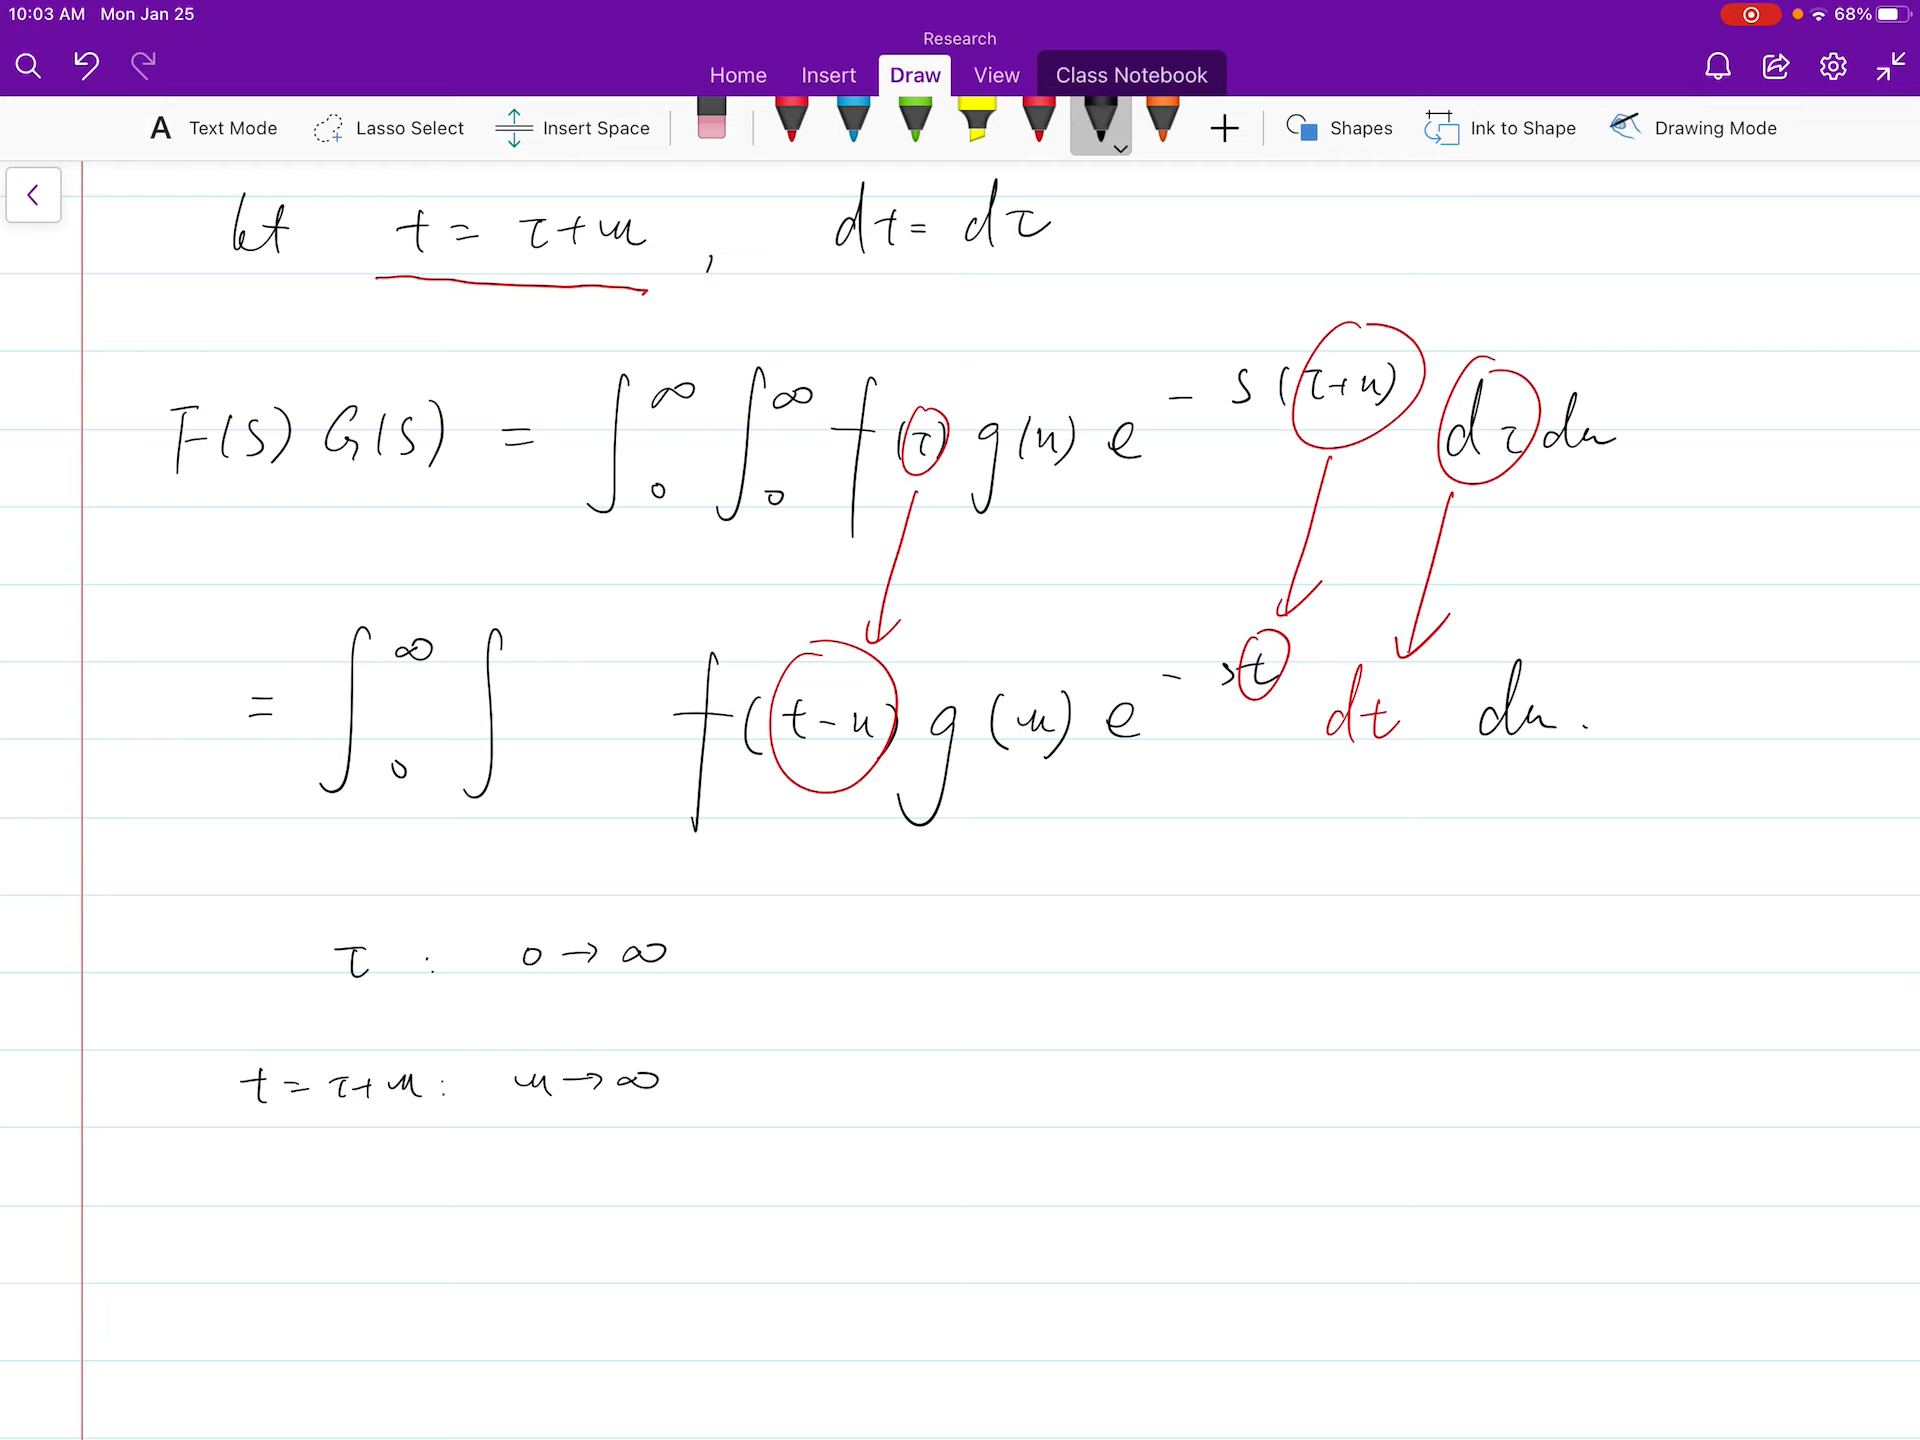 10:03 AM Mon Jan 25
68%
Research
Home Insert Draw View Class Notebook
A Text Mode Lasso Select Insert Space Shapes Ink to Shape Drawing Mode
let t = τ+u , dt = dτ
F(s) G(s) = ∫₀^∞ ∫₀^∞ f(τ) g(u) e^{-s(τ+u)} dτ du
= ∫₀^∞ ∫ f(t-u) g(u) e^{-st} dt du.
τ : 0 → ∞
t = τ+u : u → ∞